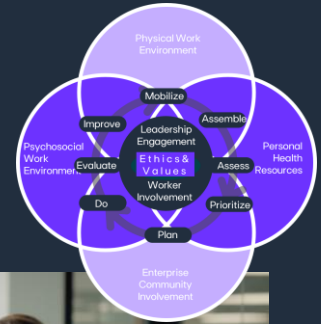 Physical Work
Environment
Mobilize
Improve
Assemble
Leadership
Engagement
Psychosocial
Work
Environment
Evaluate
Ethics &
Values
Assess
Personal
Health
Resources
Worker
Involvement
Do
Prioritize
Plan
Enterprise
Community
Involvement